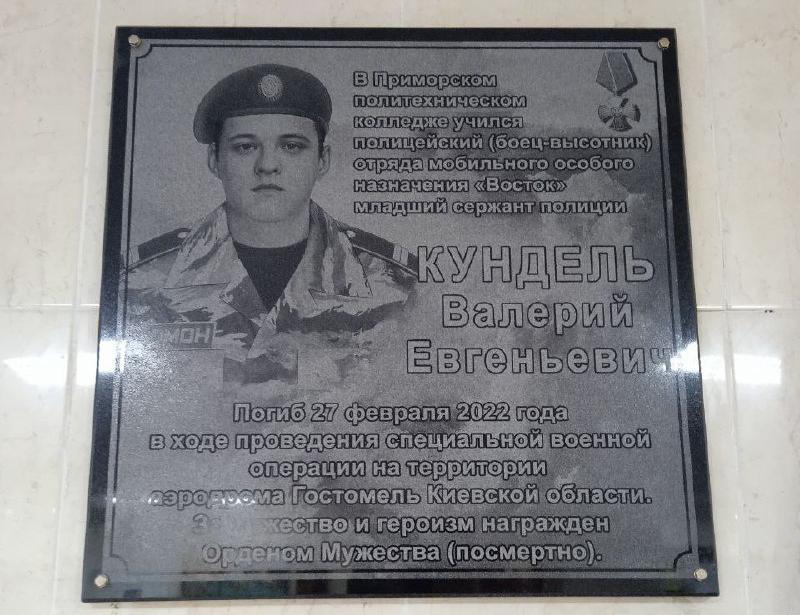 В Приморском
политехническом
колледже учился
полицейский (боец-высотник)
отряда мобильного особого
назначения «Восток»
младший сержант полиции
КУНДЕЛЬ
Валерий
Евгеньевич
МОН
Погиб 27 февраля 2022 года
в ходе проведения специальной военной
операции на территории
аэродрома Гостомель Киевской области.
За мужество и героизм награжден
Орденом Мужества (посмертно).